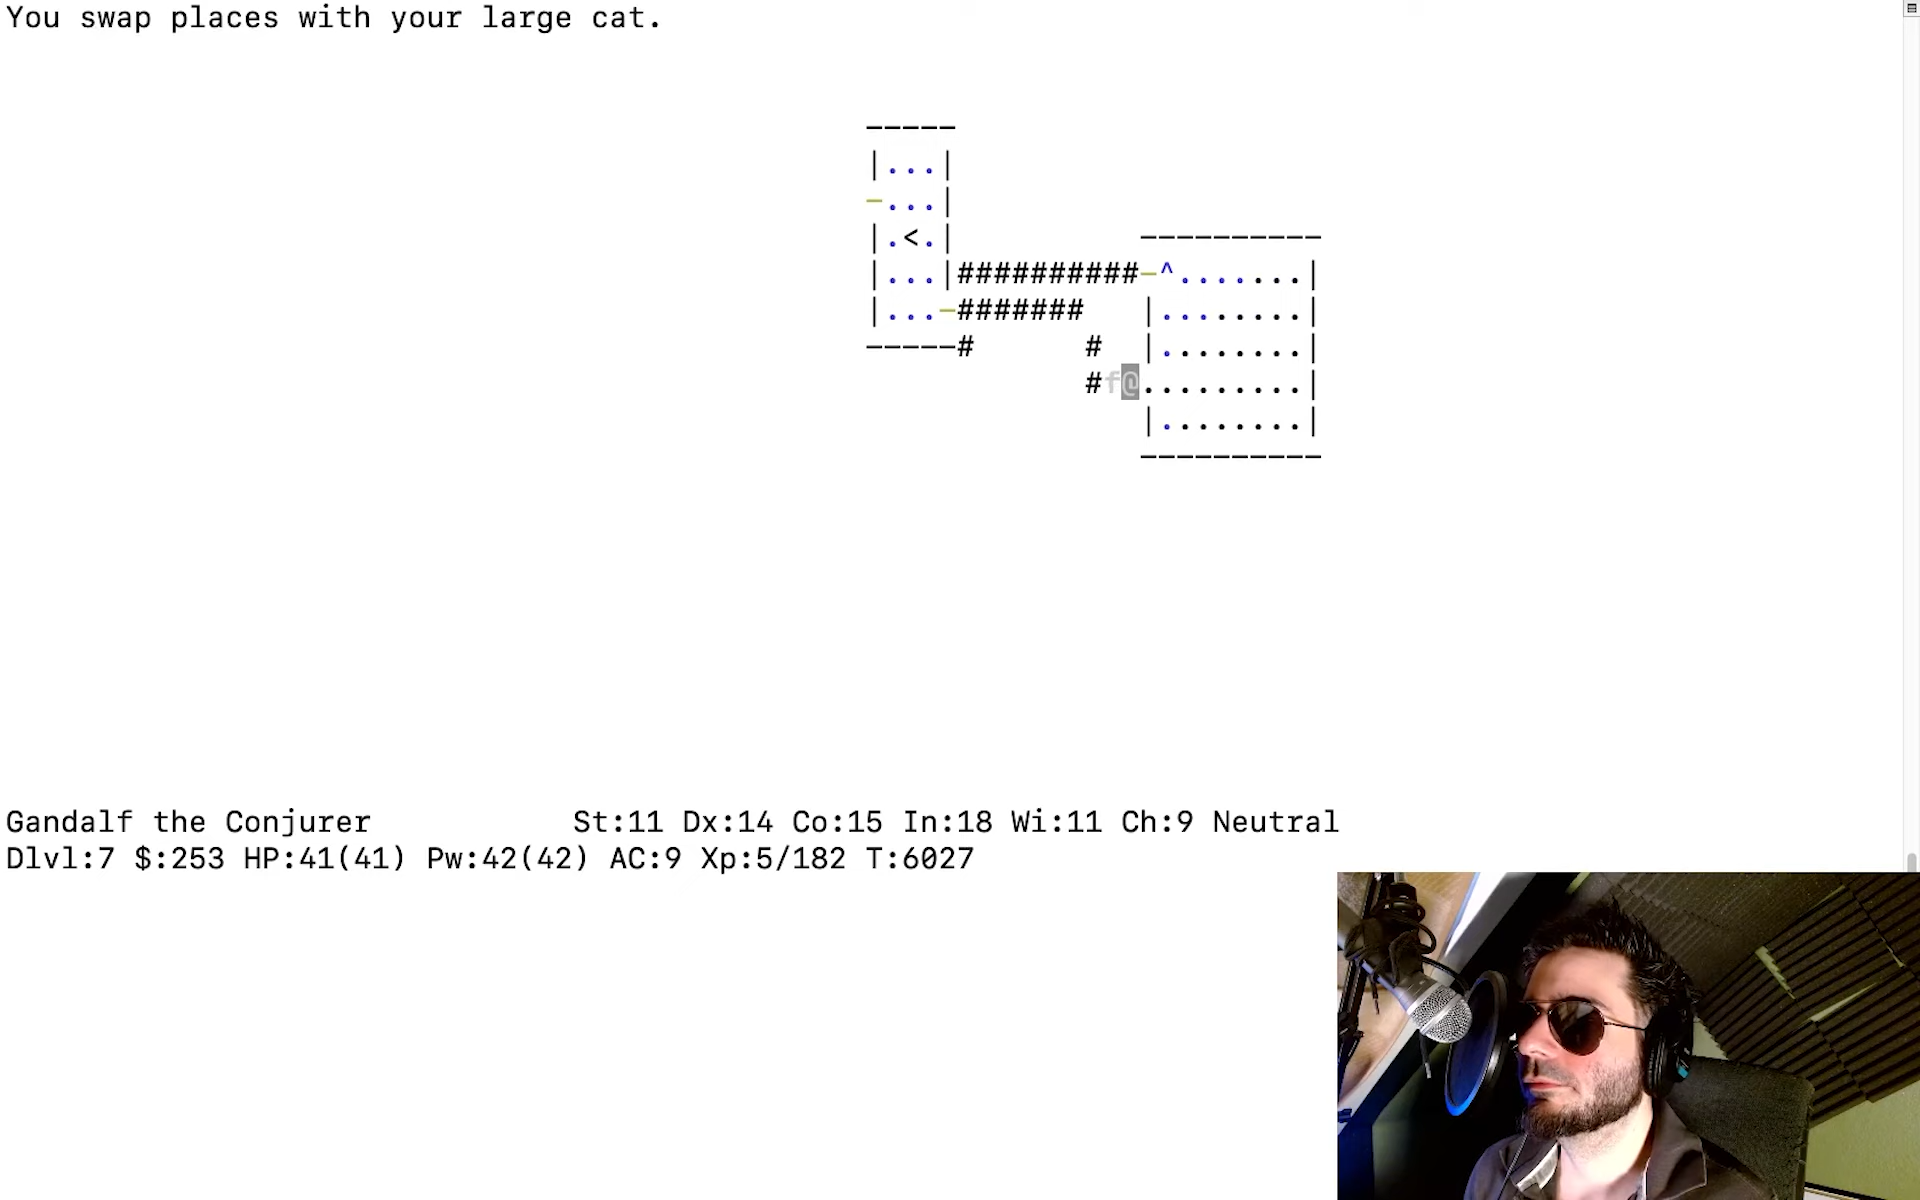 You swap places with your large cat.
-----
|...|
-...|
|.<.| ----------
|...|##########-^.......|
|...-####### |........|
-----# # |........|
#f@.........|
|........|
----------
Gandalf the Conjurer St:11 Dx:14 Co:15 In:18 Wi:11 Ch:9 Neutral
Dlvl:7 $:253 HP:41(41) Pw:42(42) AC:9 Xp:5/182 T:6027